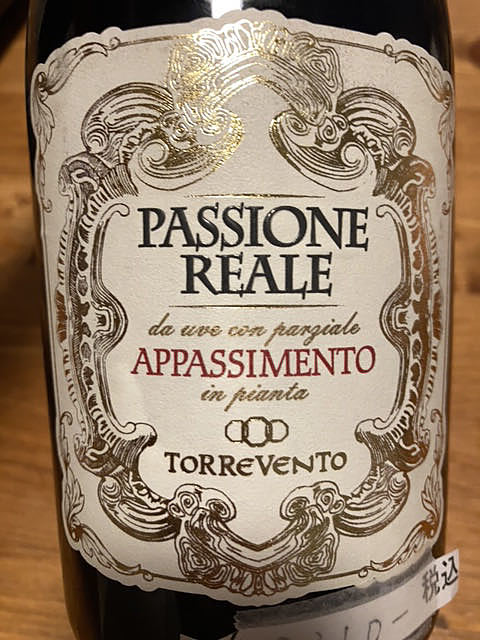 PASSIONE
REALE
da uve con parziale
APPASSIMENTO
in pianta
TORREVENTO
税込